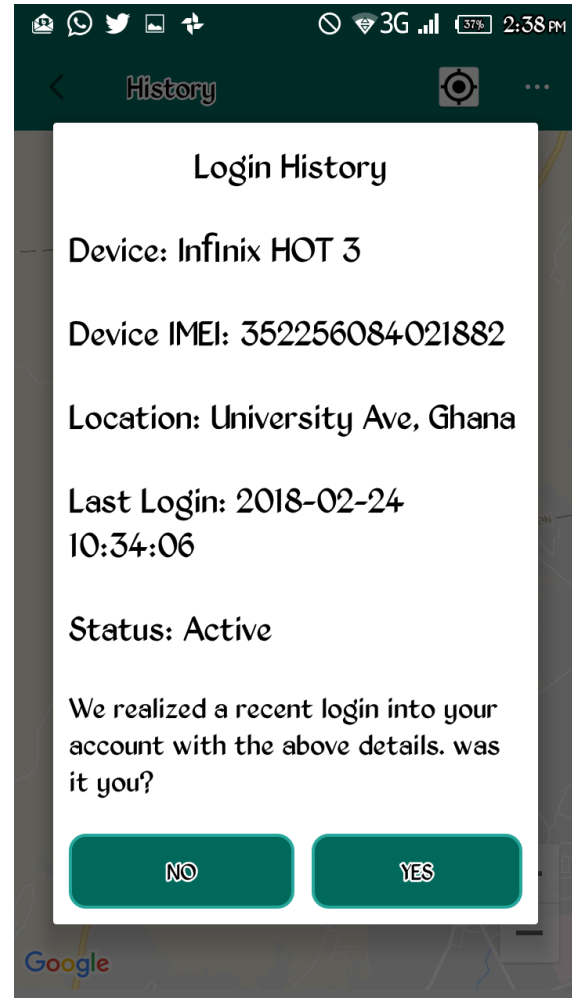 3G 37% 2:38 PM
History
Login History
Device: Infinix HOT 3
Device IMEI: 352256084021882
Location: University Ave, Ghana
Last Login: 2018-02-24
10:34:06
Status: Active
We realized a recent login into your
account with the above details. was
it you?
NO YES
Google